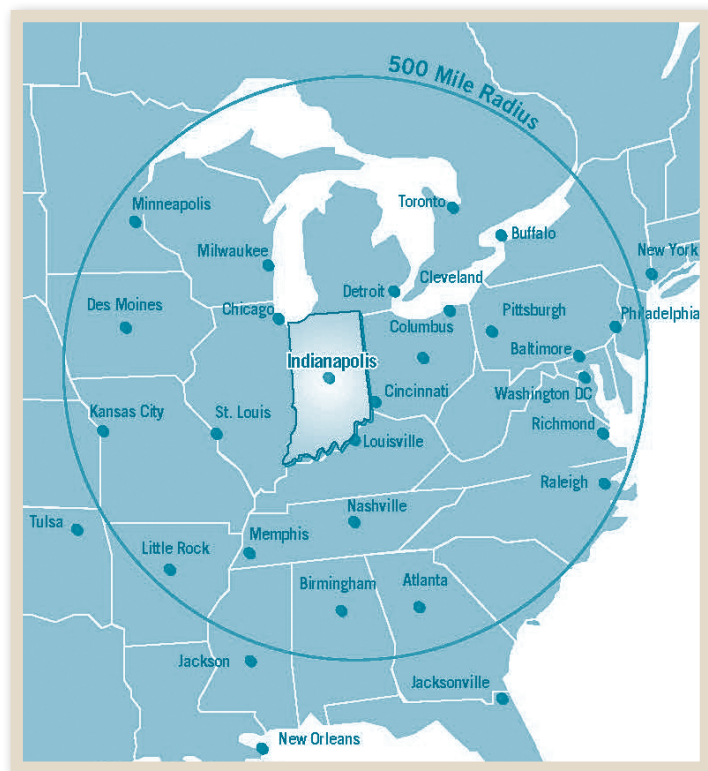 500 Mile Radius
Minneapolis
Toronto
Buffalo
Milwaukee
New York
Cleveland
Detroit
Des Moines
Chicago
Pittsburgh
Philadelphia
Columbus
Baltimore
Indianapolis
Washington DC
Cincinnati
Kansas City
St. Louis
Richmond
Louisville
Raleigh
Nashville
Tulsa
Memphis
Little Rock
Birmingham
Atlanta
Jackson
Jacksonville
New Orleans